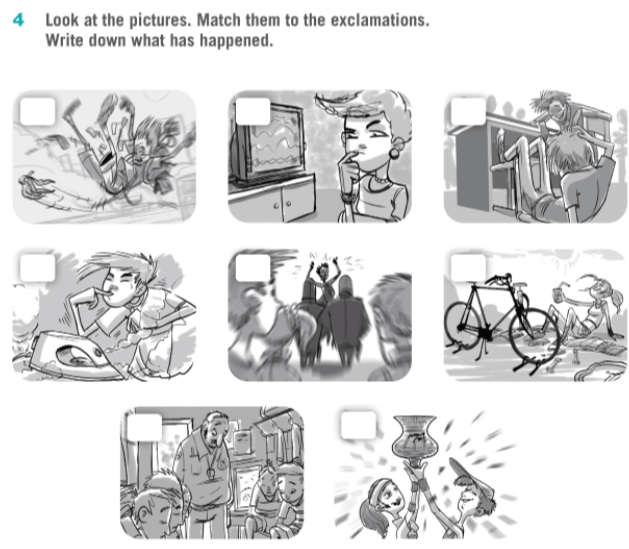 4 Look at the pictures. Match them to the exclamations.
Write down what has happened.